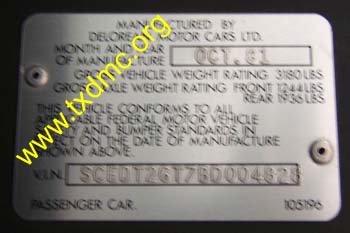 MANUFACTURED BY
DELOREAN MOTOR CARS LTD.
MONTH AND YEAR
OF MANUFACTURE OCT.81
GROSS VEHICLE WEIGHT RATING 3180 LBS
GROSS AXLE WEIGHT RATING FRONT 1244 LBS
REAR 1936 LBS
THIS VEHICLE CONFORMS TO ALL
APPLICABLE FEDERAL MOTOR VEHICLE
SAFETY AND BUMPER STANDARDS IN
EFFECT ON THE DATE OF MANUFACTURE
SHOWN ABOVE.
V.I.N. SCEDT26T7BD004828
PASSENGER CAR. 105196
www.txdmc.org